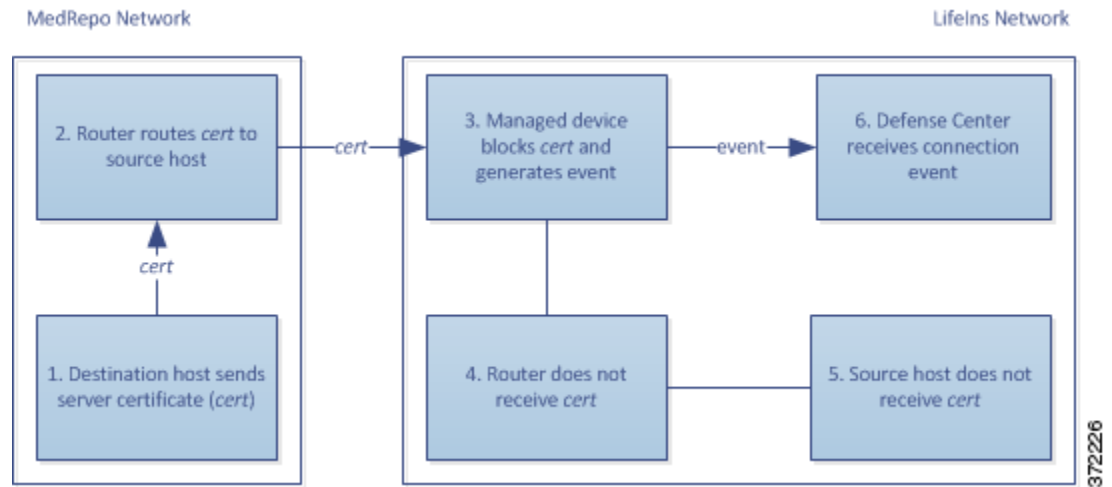 MedRepo Network
LifeIns Network
2. Router routes cert to
source host
cert
3. Managed device
blocks cert and
generates event
event
6. Defense Center
receives connection
event
cert
1. Destination host sends
server certificate (cert)
4. Router does not
receive cert
5. Source host does not
receive cert
372226